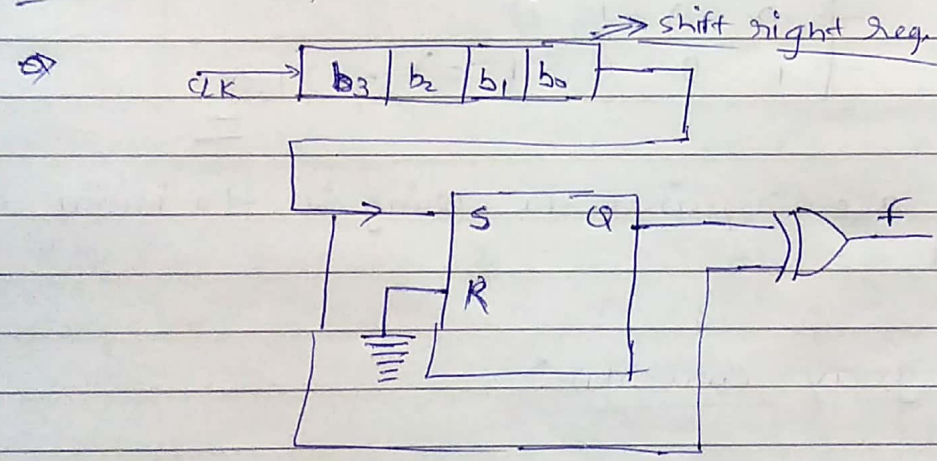 ⇒ shift right reg.
Q⇒
CLK b3 b2 b1 b0
S Q f
R